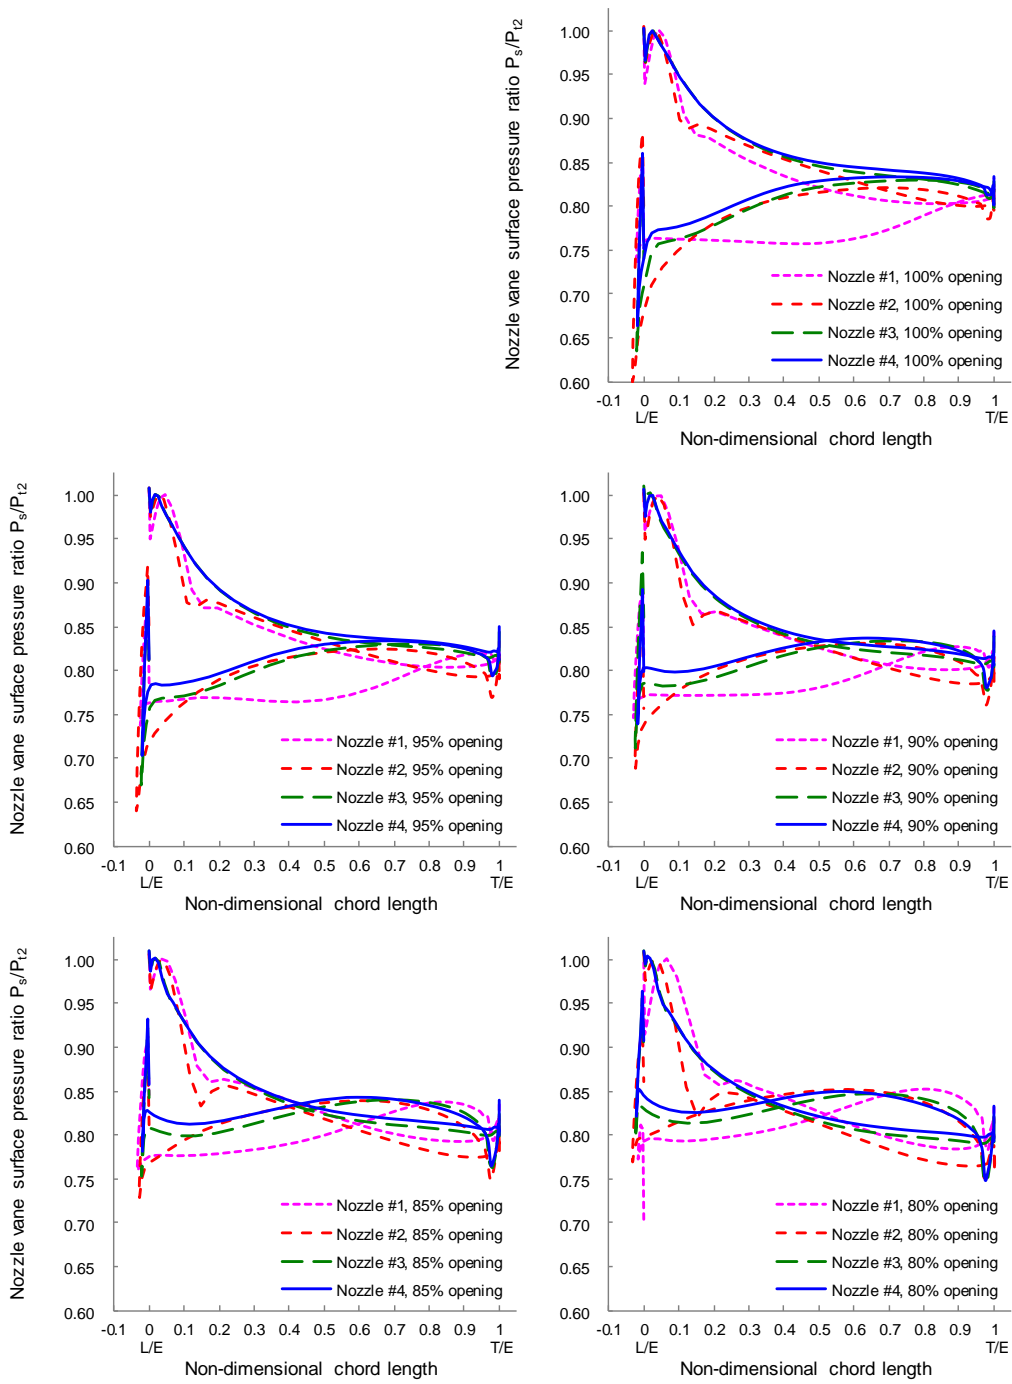 Nozzle vane surface pressure ratio Ps/Pt2
1.00
0.95
0.90
0.85
0.80
0.75
0.70
0.65
0.60
Nozzle #1, 100% opening
Nozzle #2, 100% opening
Nozzle #3, 100% opening
Nozzle #4, 100% opening
-0.1 0 0.1 0.2 0.3 0.4 0.5 0.6 0.7 0.8 0.9 1
L/E T/E
Non-dimensional chord length
Nozzle vane surface pressure ratio Ps/Pt2
1.00
0.95
0.90
0.85
0.80
0.75
0.70
0.65
0.60
Nozzle #1, 95% opening
Nozzle #2, 95% opening
Nozzle #3, 95% opening
Nozzle #4, 95% opening
-0.1 0 0.1 0.2 0.3 0.4 0.5 0.6 0.7 0.8 0.9 1
L/E T/E
Non-dimensional chord length
1.00
0.95
0.90
0.85
0.80
0.75
0.70
0.65
0.60
Nozzle #1, 90% opening
Nozzle #2, 90% opening
Nozzle #3, 90% opening
Nozzle #4, 90% opening
-0.1 0 0.1 0.2 0.3 0.4 0.5 0.6 0.7 0.8 0.9 1
L/E T/E
Non-dimensional chord length
Nozzle vane surface pressure ratio Ps/Pt2
1.00
0.95
0.90
0.85
0.80
0.75
0.70
0.65
0.60
Nozzle #1, 85% opening
Nozzle #2, 85% opening
Nozzle #3, 85% opening
Nozzle #4, 85% opening
-0.1 0 0.1 0.2 0.3 0.4 0.5 0.6 0.7 0.8 0.9 1
L/E T/E
Non-dimensional chord length
1.00
0.95
0.90
0.85
0.80
0.75
0.70
0.65
0.60
Nozzle #1, 80% opening
Nozzle #2, 80% opening
Nozzle #3, 80% opening
Nozzle #4, 80% opening
-0.1 0 0.1 0.2 0.3 0.4 0.5 0.6 0.7 0.8 0.9 1
L/E T/E
Non-dimensional chord length